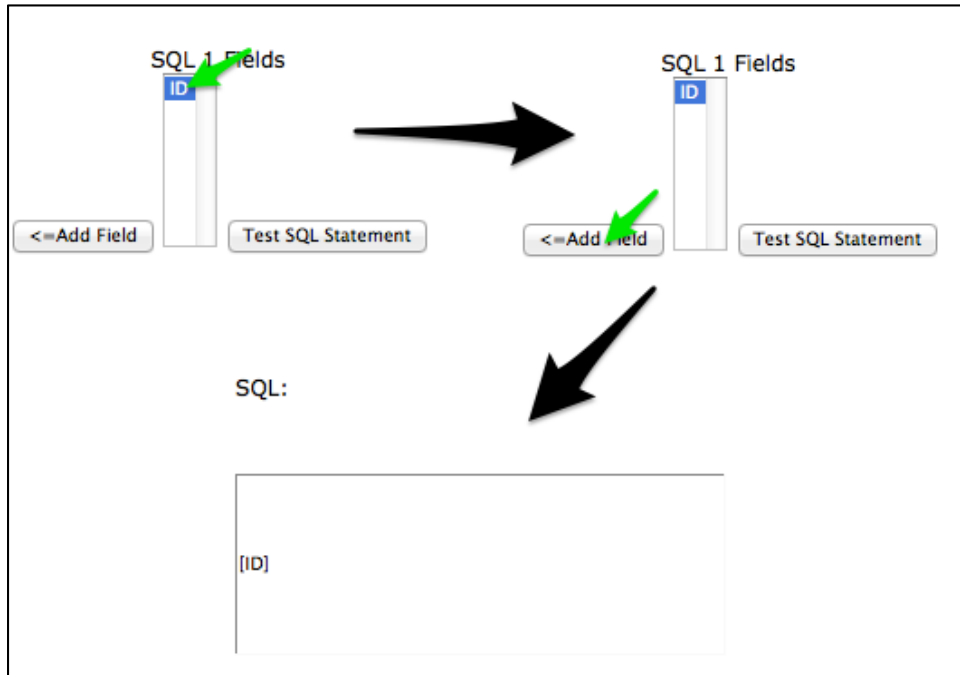 SQL 1 Fields
ID
<=Add Field
Test SQL Statement
SQL 1 Fields
ID
<=Add Field
Test SQL Statement
SQL:
[ID]